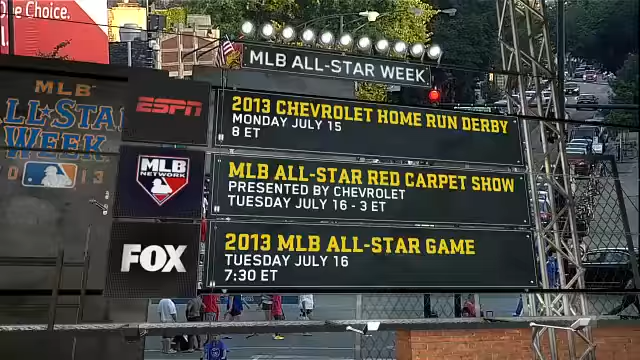 e Choice.
MLB ALL-STAR WEEK
MLB
ALL★STAR
WEEK
2013
ESPN
2013 CHEVROLET HOME RUN DERBY
MONDAY JULY 15
8 ET
MLB
NETWORK
MLB ALL-STAR RED CARPET SHOW
PRESENTED BY CHEVROLET
TUESDAY JULY 16 - 3 ET
FOX
2013 MLB ALL-STAR GAME
TUESDAY JULY 16
7:30 ET